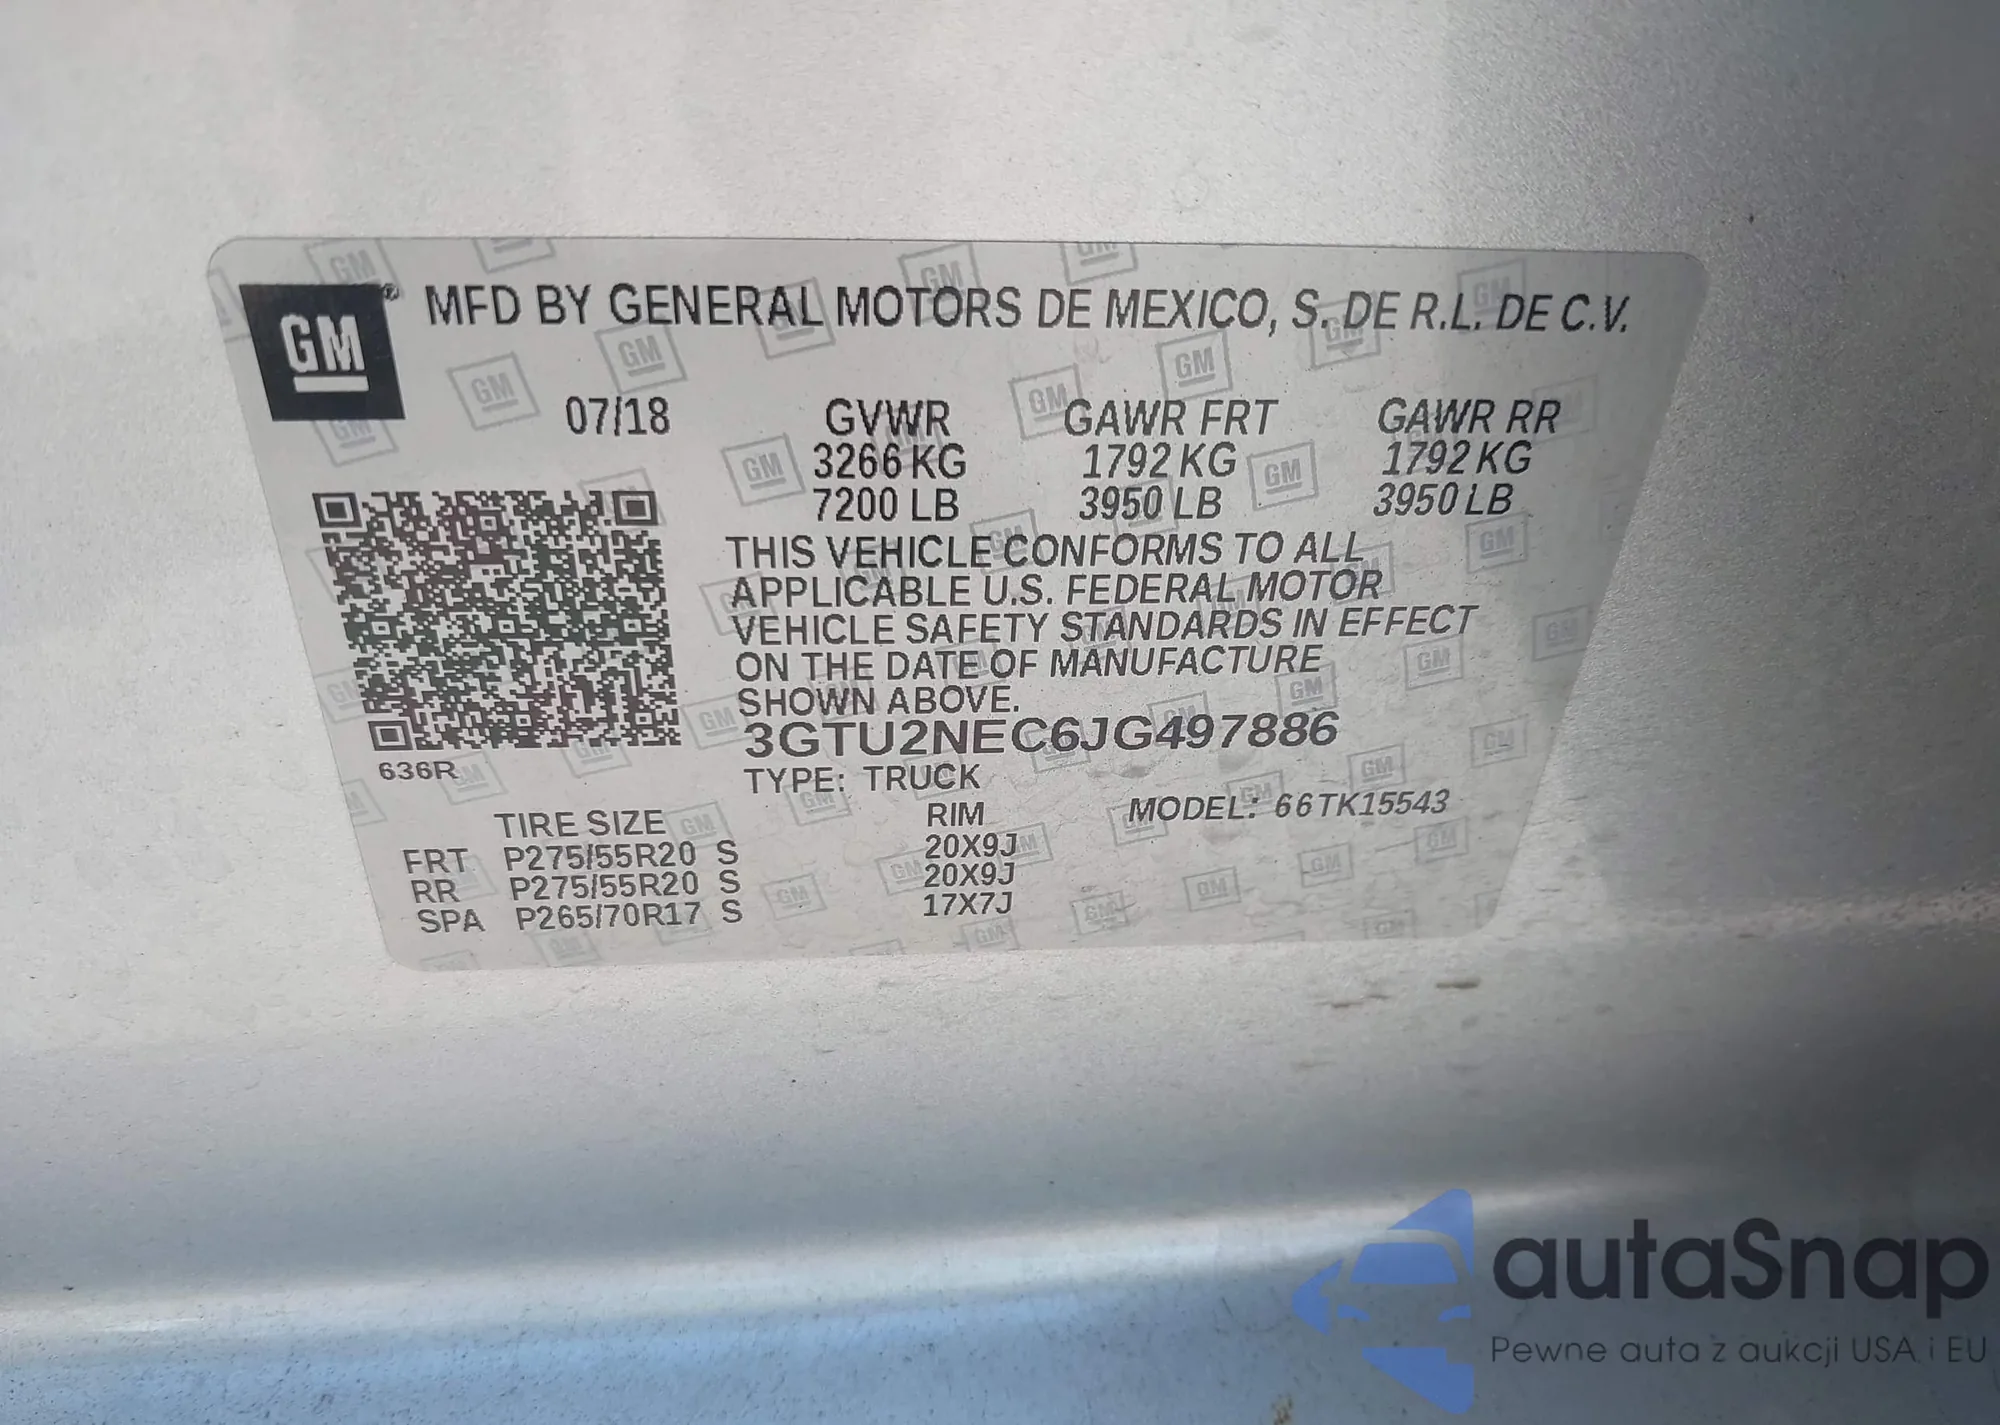 GM ® MFD BY GENERAL MOTORS DE MEXICO, S. DE R.L. DE C.V.
07/18 GVWR GAWR FRT GAWR RR
3266 KG 1792 KG 1792 KG
7200 LB 3950 LB 3950 LB
THIS VEHICLE CONFORMS TO ALL
APPLICABLE U.S. FEDERAL MOTOR
VEHICLE SAFETY STANDARDS IN EFFECT
ON THE DATE OF MANUFACTURE
SHOWN ABOVE.
3GTU2NEC6JG497886
636R
TYPE: TRUCK
TIRE SIZE RIM MODEL: 66TK15543
FRT P275/55R20 S 20X9J
RR P275/55R20 S 20X9J
SPA P265/70R17 S 17X7J
autaSnap
Pewne auta z aukcji USA i EU